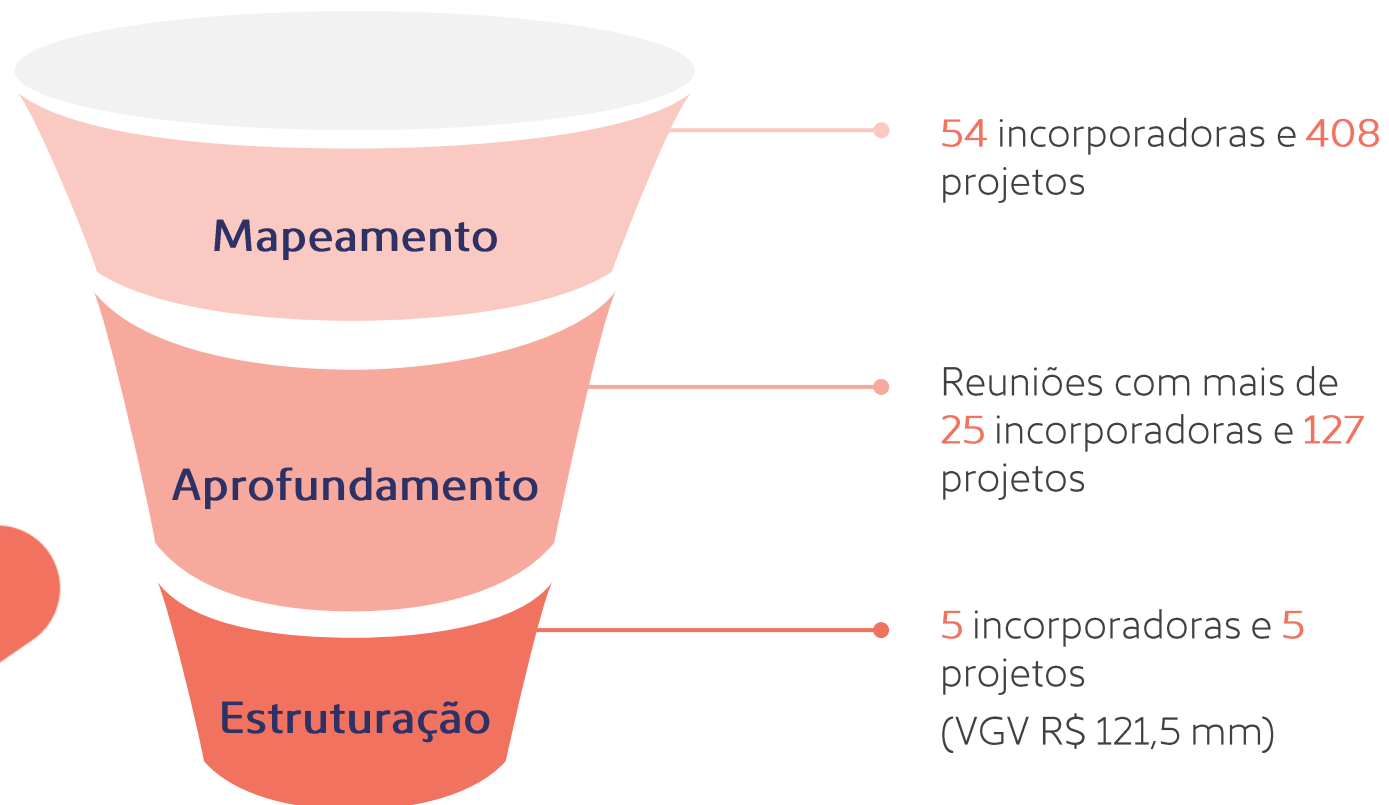 Mapeamento
54 incorporadoras e 408
projetos
Aprofundamento
Reuniões com mais de
25 incorporadoras e 127
projetos
Estruturação
5 incorporadoras e 5
projetos
(VGV R$ 121,5 mm)